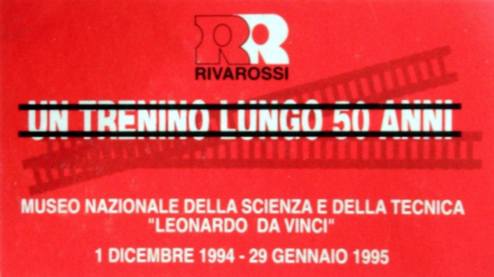 RR
RIVAROSSI
UN TRENINO LUNGO 50 ANNI
MUSEO NAZIONALE DELLA SCIENZA E DELLA TECNICA
"LEONARDO DA VINCI"
1 DICEMBRE 1994 - 29 GENNAIO 1995